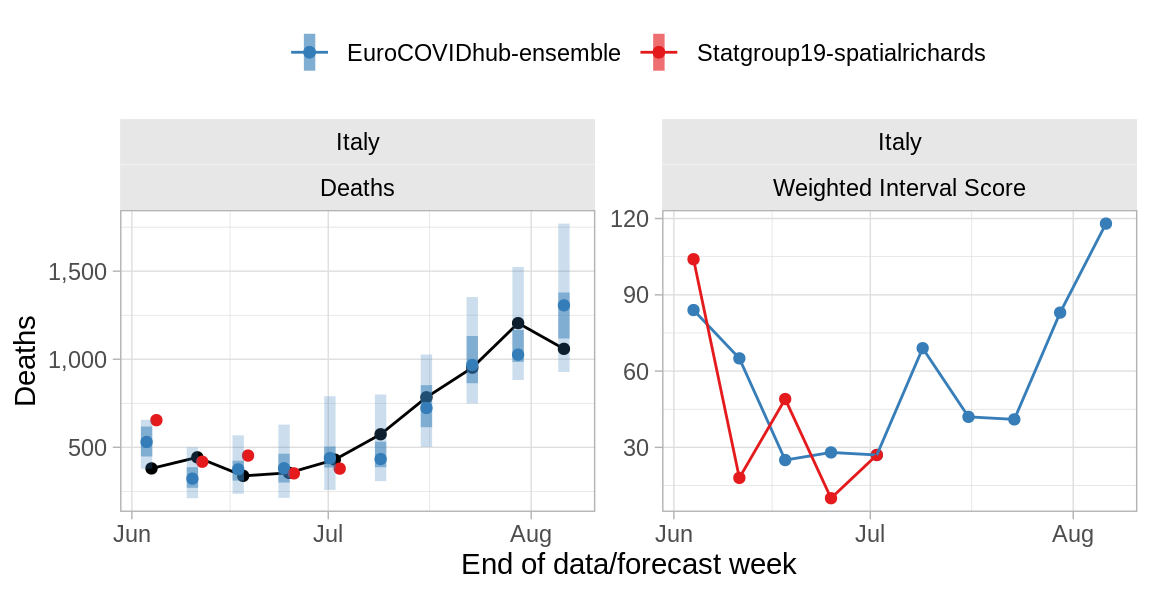 EuroCOVIDhub-ensemble Statgroup19-spatialrichards
Italy
Deaths
Deaths
1,500
1,000
500
Jun Jul Aug
Italy
Weighted Interval Score
120
90
60
30
Jun Jul Aug
End of data/forecast week